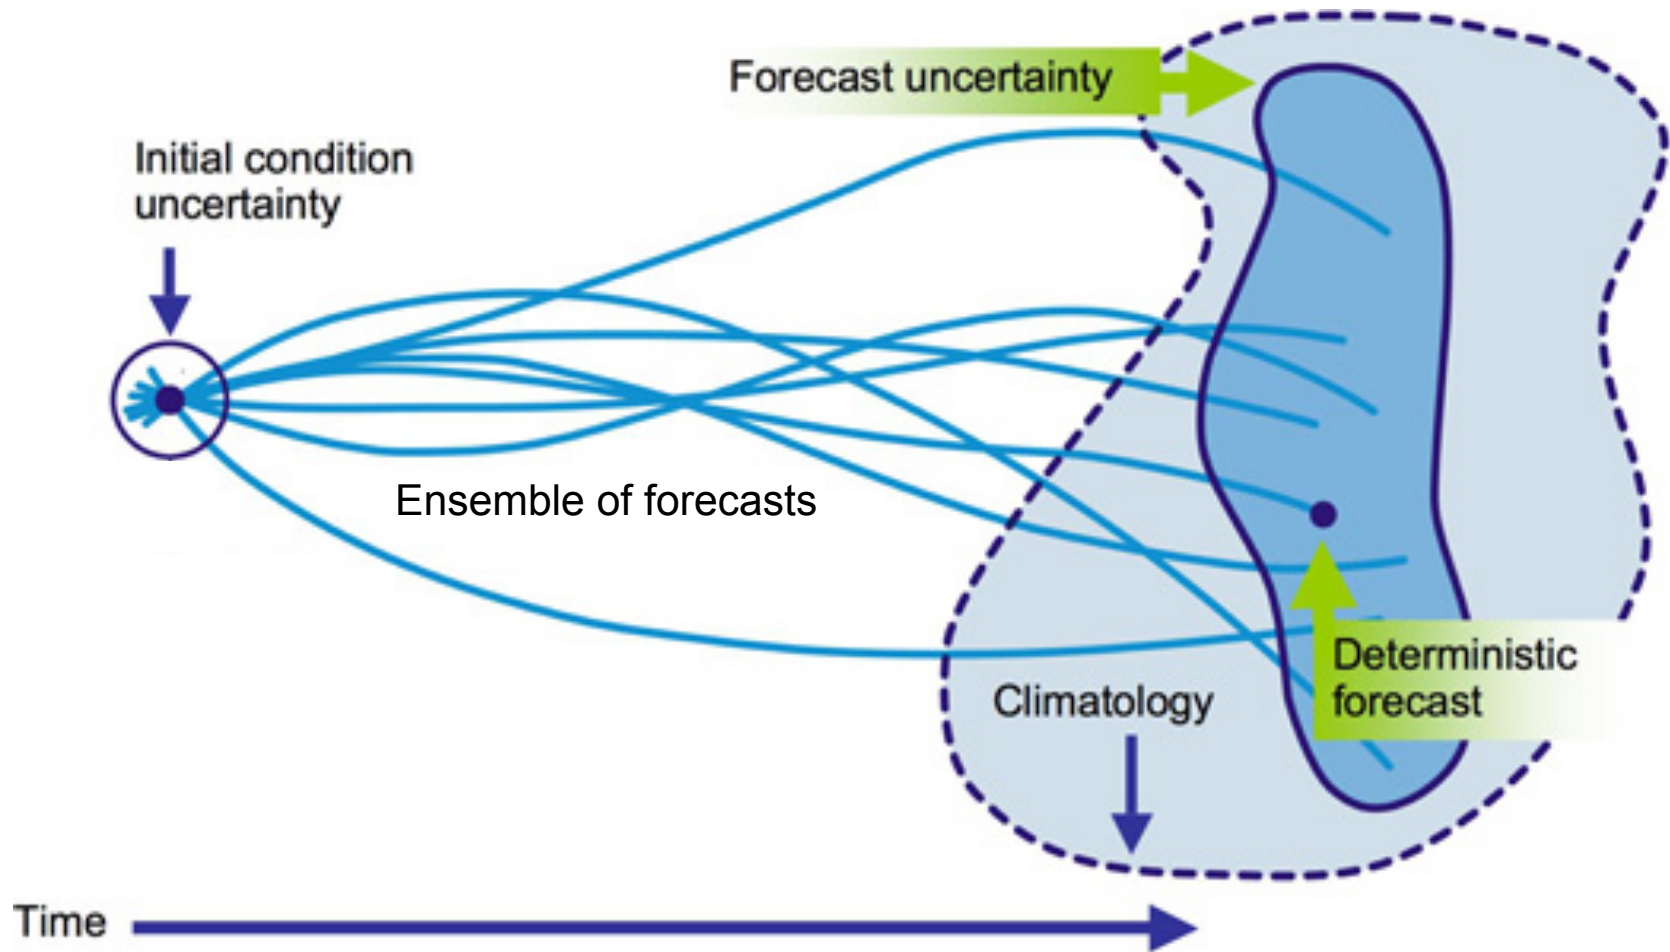 Forecast uncertainty
Initial condition
uncertainty
Ensemble of forecasts
Deterministic
forecast
Climatology
Time